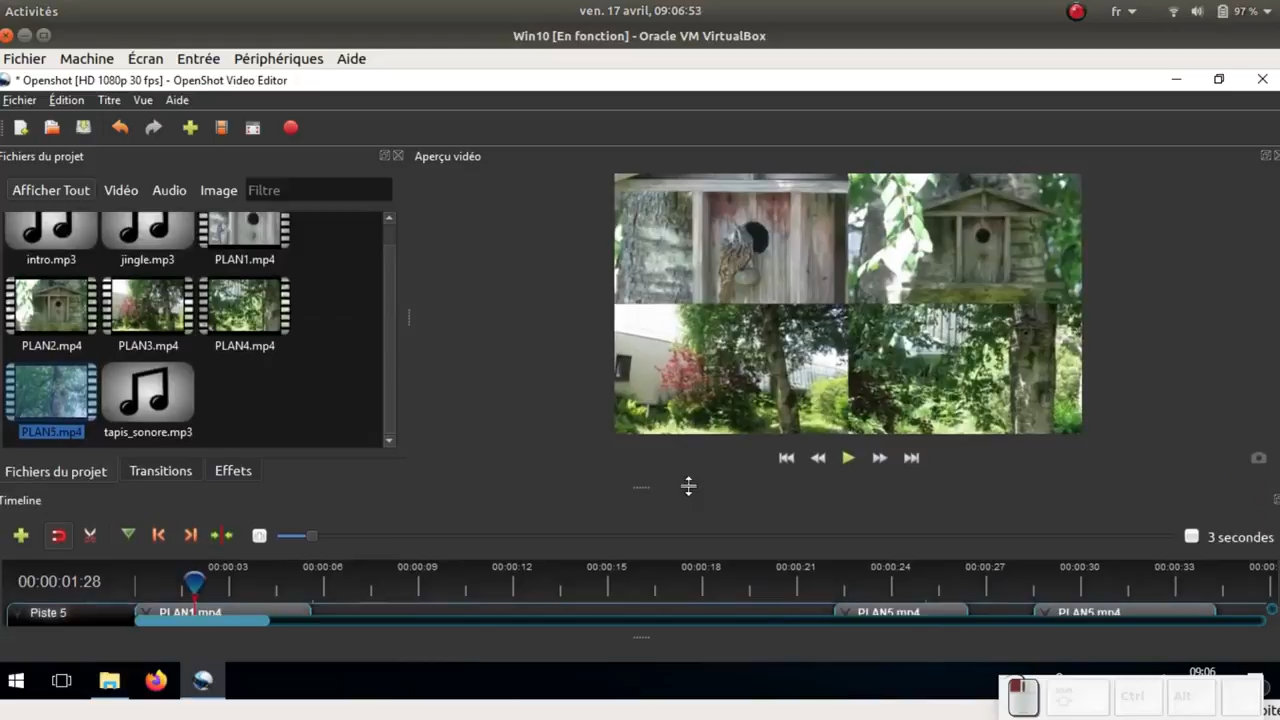 Activités
ven. 17 avril, 09:06:53
fr
97 %
Win10 [En fonction] - Oracle VM VirtualBox
Fichier Machine Écran Entrée Périphériques Aide
* Openshot [HD 1080p 30 fps] - OpenShot Video Editor
Fichier Édition Titre Vue Aide
Fichiers du projet
Aperçu vidéo
Afficher Tout Vidéo Audio Image Filtre
intro.mp3 jingle.mp3 PLAN1.mp4
PLAN2.mp4 PLAN3.mp4 PLAN4.mp4
PLAN5.mp4 tapis_sonore.mp3
Fichiers du projet Transitions Effets
Timeline
3 secondes
00:00:01:28
00:00:03 00:00:06 00:00:09 00:00:12 00:00:15 00:00:18 00:00:21 00:00:24 00:00:27 00:00:30 00:00:33 00:00:
Piste 5 PLAN1.mp4 PLAN5.mp4 PLAN5.mp4
09:06
Ctrl Alt